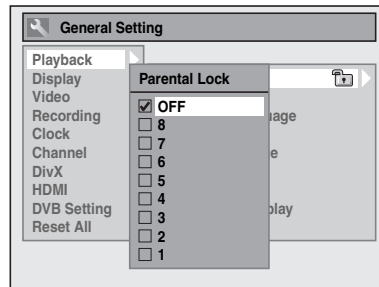 General Setting
Playback
Display
Video
Recording
Clock
Channel
DivX
HDMI
DVB Setting
Reset All
Parental Lock
OFF
8
7
6
5
4
3
2
1
uage
e
play